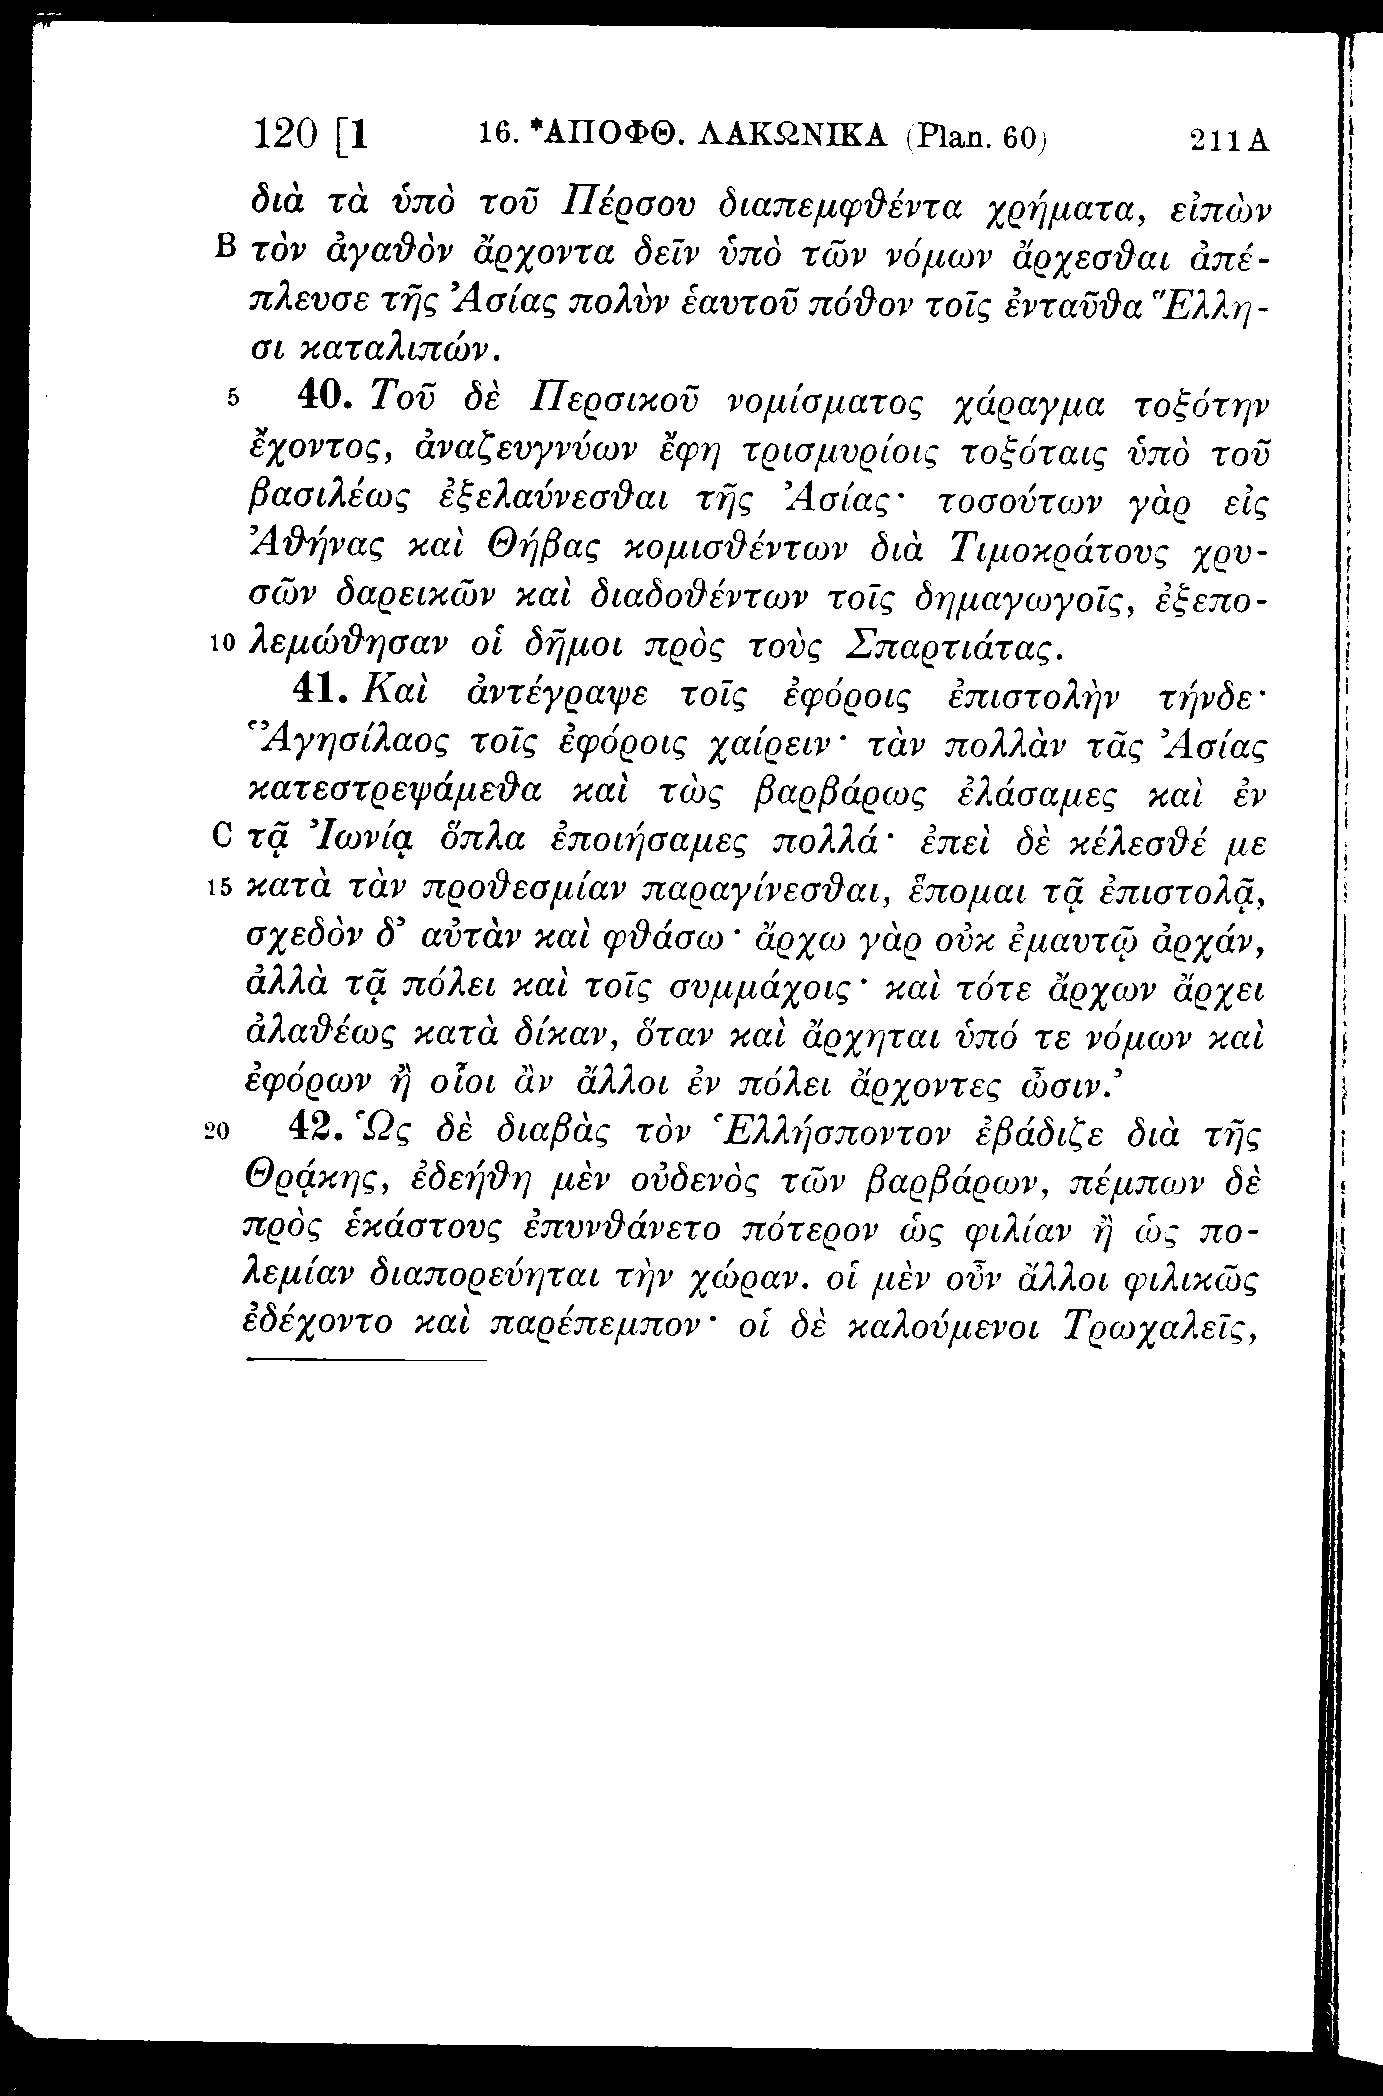 120 [1 16. *ΑΠΟΦΘ. ΛΑΚΩΝΙΚΑ (Plan. 60) 211 A
διὰ τὰ ὑπὸ τοῦ Πέρσου διαπεμφθέντα χρήματα, εἰπὼν
B τὸν ἀγαθὸν ἄρχοντα δεῖν ὑπὸ τῶν νόμων ἄρχεσθαι ἀπέ-
πλευσε τῆς Ἀσίας πολὺν ἑαυτοῦ πόθον τοῖς ἐνταῦθα Ἕλλη-
σι καταλιπών.
5 40. Τοῦ δὲ Περσικοῦ νομίσματος χάραγμα τοξότην
ἔχοντος, ἀναζευγνύων ἔφη τρισμυρίοις τοξόταις ὑπὸ τοῦ
βασιλέως ἐξελαύνεσθαι τῆς Ἀσίας· τοσούτων γὰρ εἰς
Ἀθήνας καὶ Θήβας κομισθέντων διὰ Τιμοκράτους χρυ-
σῶν δαρεικῶν καὶ διαδοθέντων τοῖς δημαγωγοῖς, ἐξεπο-
10 λεμώθησαν οἱ δῆμοι πρὸς τοὺς Σπαρτιάτας.
41. Καὶ ἀντέγραψε τοῖς ἐφόροις ἐπιστολὴν τήνδε·
‘Ἀγησίλαος τοῖς ἐφόροις χαίρειν· τὰν πολλὰν τᾶς Ἀσίας
κατεστρεψάμεθα καὶ τὼς βαρβάρως ἐλάσαμες καὶ ἐν
C τᾷ Ἰωνίᾳ ὅπλα ἐποιήσαμες πολλά· ἐπεὶ δὲ κέλεσθέ με
15 κατὰ τὰν προθεσμίαν παραγίνεσθαι, ἕπομαι τᾷ ἐπιστολᾷ,
σχεδὸν δ’ αὐτὰν καὶ φθάσω· ἄρχω γὰρ οὐκ ἐμαυτῷ ἀρχάν,
ἀλλὰ τᾷ πόλει καὶ τοῖς συμμάχοις· καὶ τότε ἄρχων ἄρχει
ἀλαθέως κατὰ δίκαν, ὅταν καὶ ἄρχηται ὑπό τε νόμων καὶ
ἐφόρων ἢ οἷοι ἂν ἄλλοι ἐν πόλει ἄρχοντες ὦσιν.’
20 42. Ὡς δὲ διαβὰς τὸν Ἑλλήσποντον ἐβάδιζε διὰ τῆς
Θρᾴκης, ἐδεήθη μὲν οὐδενὸς τῶν βαρβάρων, πέμπων δὲ
πρὸς ἑκάστους ἐπυνθάνετο πότερον ὡς φιλίαν ἢ ὡς πο-
λεμίαν διαπορεύηται τὴν χώραν. οἱ μὲν οὖν ἄλλοι φιλικῶς
ἐδέχοντο καὶ παρέπεμπον· οἱ δὲ καλούμενοι Τρωχαλεῖς,